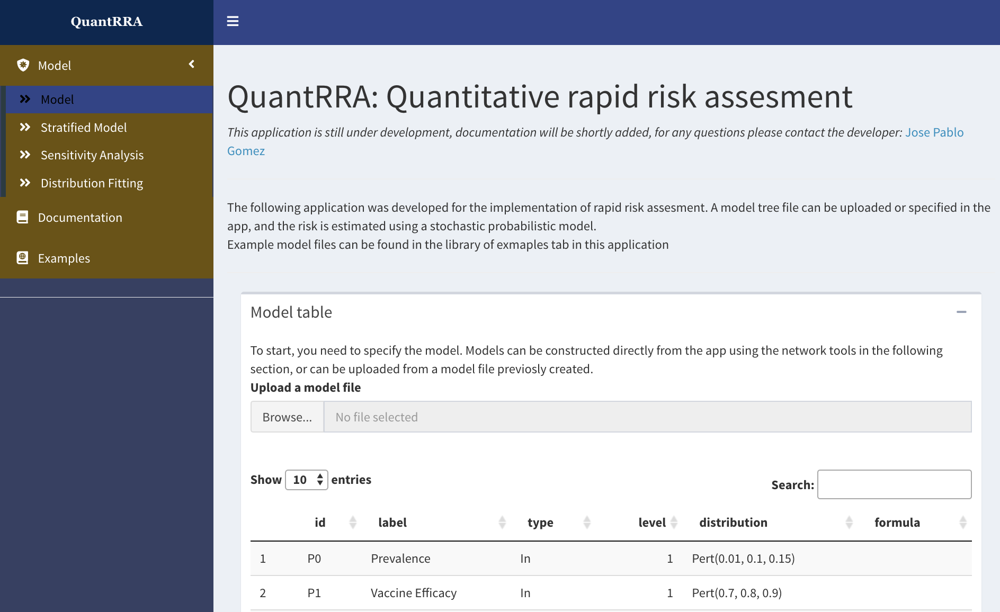 QuantRRA
Model
Model
Stratified Model
Sensitivity Analysis
Distribution Fitting
Documentation
Examples
QuantRRA: Quantitative rapid risk assesment
This application is still under development, documentation will be shortly added, for any questions please contact the developer: Jose Pablo
Gomez
The following application was developed for the implementation of rapid risk assesment. A model tree file can be uploaded or specified in the
app, and the risk is estimated using a stochastic probabilistic model.
Example model files can be found in the library of exmaples tab in this application
Model table
To start, you need to specify the model. Models can be constructed directly from the app using the network tools in the following
section, or can be uploaded from a model file previosly created.
Upload a model file
Browse... No file selected
Show 10 entries Search:
id label type level distribution formula
1 P0 Prevalence In 1 Pert(0.01, 0.1, 0.15)
2 P1 Vaccine Efficacy In 1 Pert(0.7, 0.8, 0.9)